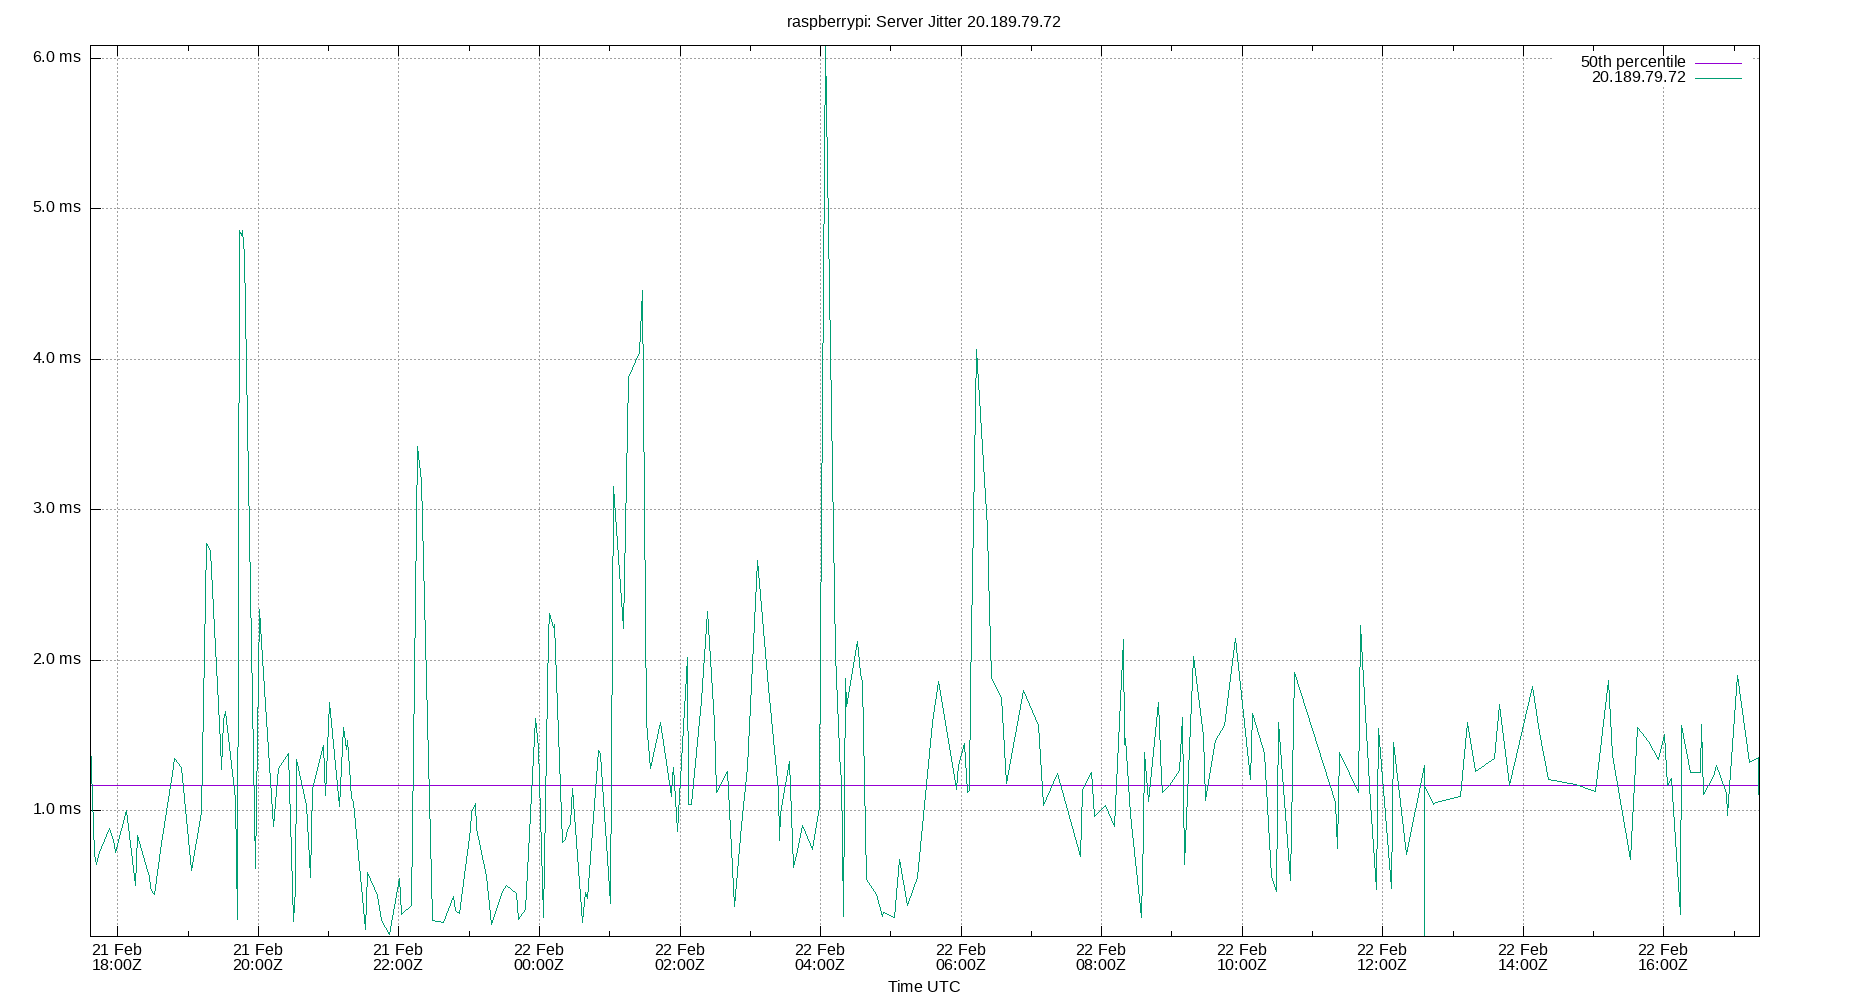 raspberrypi: Server Jitter 20.189.79.72
6.0 ms
5.0 ms
4.0 ms
3.0 ms
2.0 ms
1.0 ms
50th percentile
20.189.79.72
21 Feb
18:00Z
21 Feb
20:00Z
21 Feb
22:00Z
22 Feb
00:00Z
22 Feb
02:00Z
22 Feb
04:00Z
22 Feb
06:00Z
22 Feb
08:00Z
22 Feb
10:00Z
22 Feb
12:00Z
22 Feb
14:00Z
22 Feb
16:00Z
Time UTC